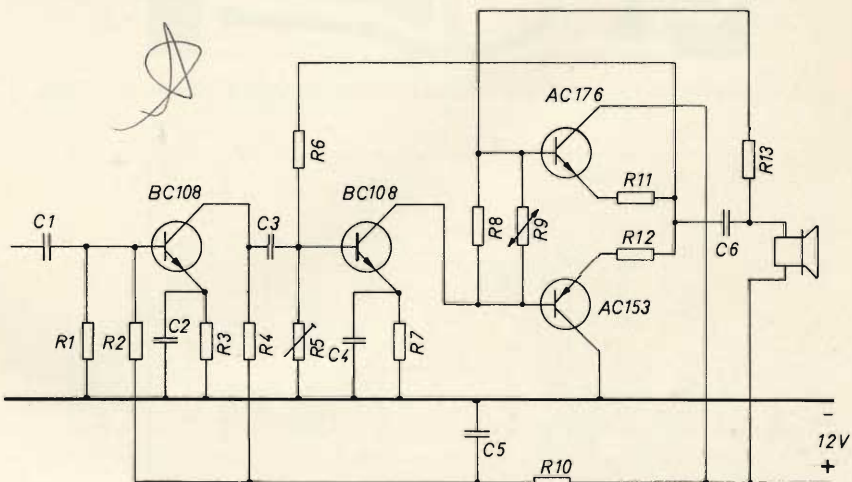 AC176
R6
R13
BC108
BC108
R11
C1
C3
R8
R9
R12
C6
AC153
R1
R2
C2
R3
R4
R5
C4
R7
-
12V
C5
R10
+